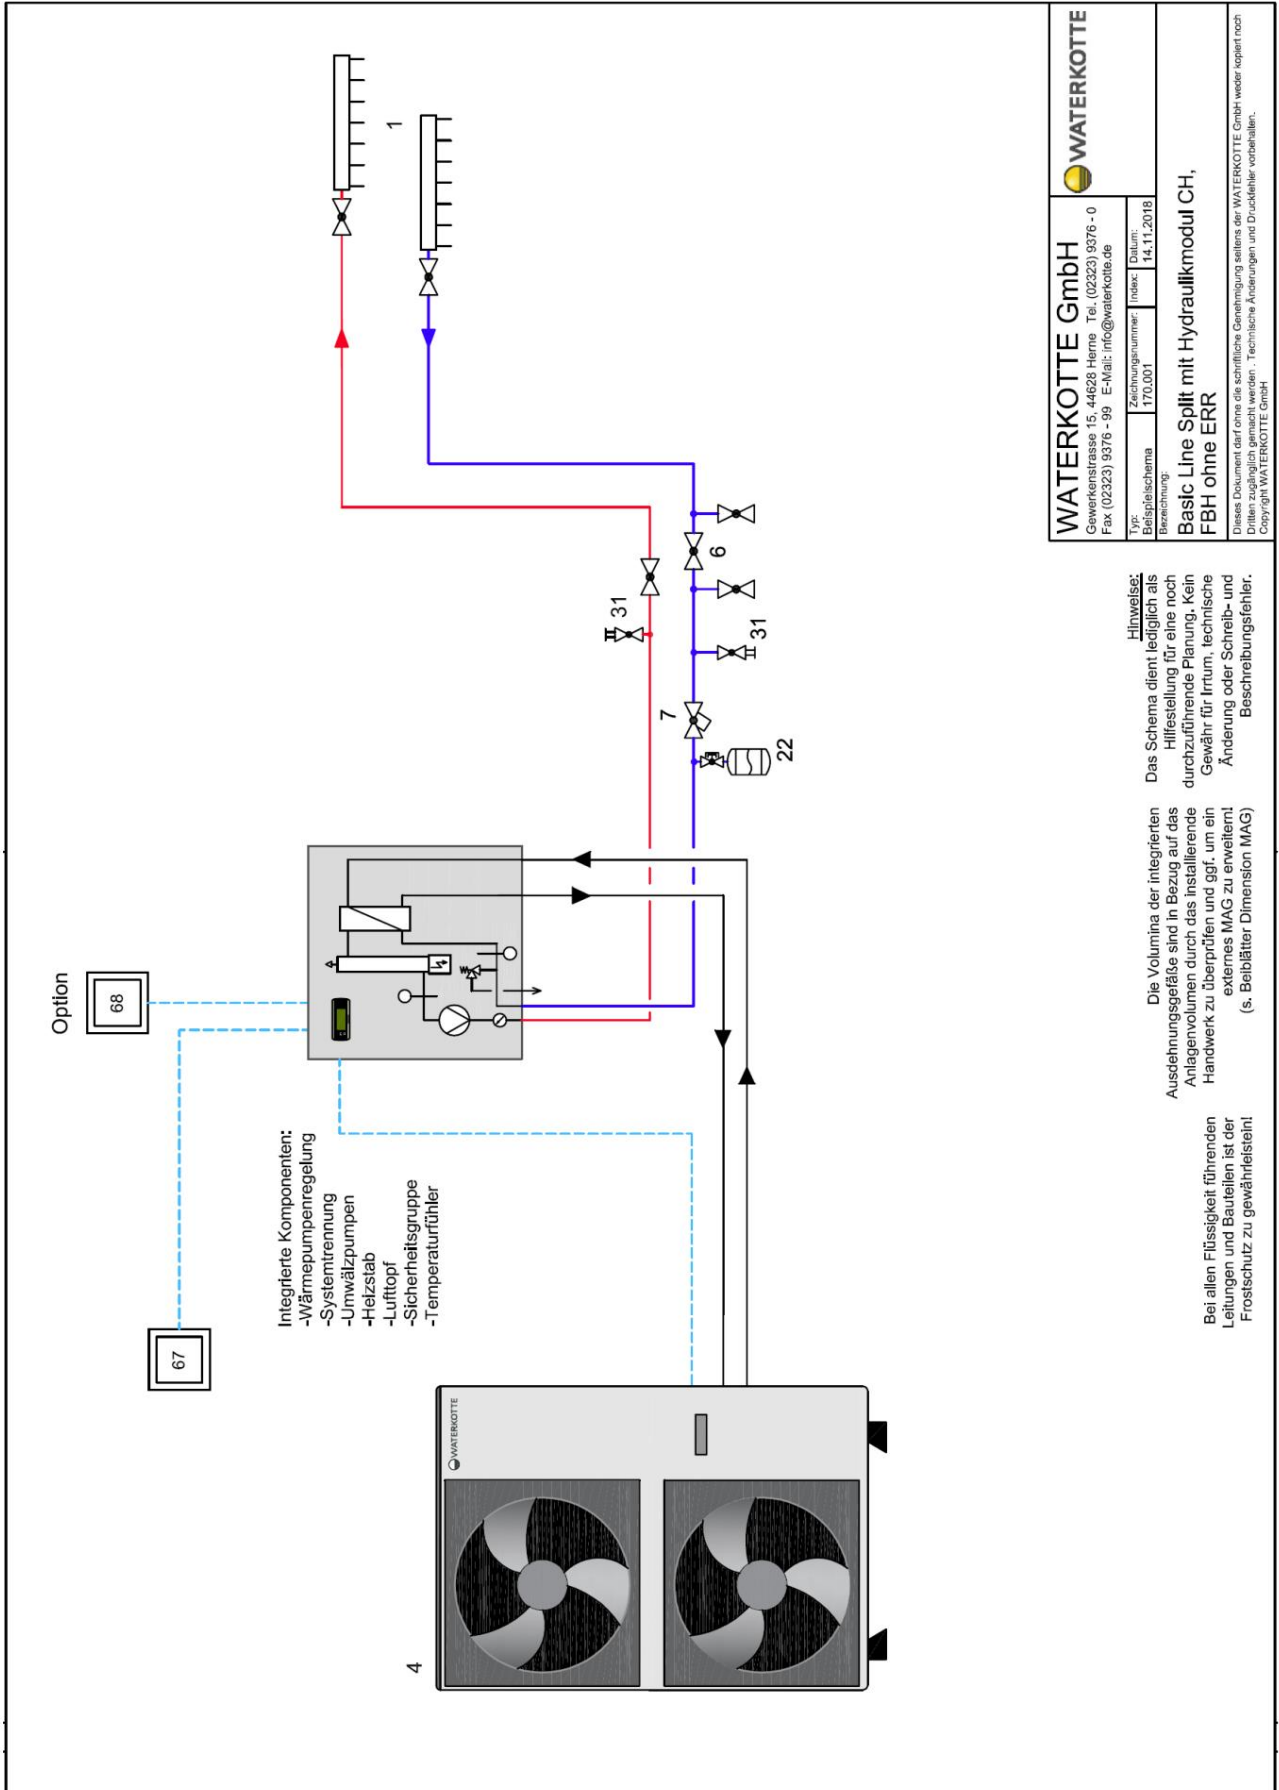 Option
68
67
4
WATERKOTTE
Integrierte Komponenten:
-Wärmepumpenregelung
-Systemtrennung
-Umwälzpumpen
-Heizstab
-Lufttopf
-Sicherheitsgruppe
-Temperaturfühler
1
31
6
31
7
22
Bei allen Flüssigkeit führenden
Leitungen und Bauteilen ist der
Frostschutz zu gewährleistein!
Die Volumina der integrierten
Ausdehnungsgefäße sind in Bezug auf das
Anlagenvolumen durch das installierende
Handwerk zu überprüfen und ggf. um ein
externes MAG zu erweitern!
(s. Beiblätter Dimension MAG)
Hinweise:
Das Schema dient lediglich als
Hilfestellung für eine noch
durchzuführende Planung. Kein
Gewähr für Irrtum, technische
Änderung oder Schreib- und
Beschreibungsfehler.
WATERKOTTE GmbH
Gewerkenstrasse 15, 44628 Herne Tel. (02323) 9376 - 0
Fax (02323) 9376 - 99 E-Mail: info@waterkotte.de
WATERKOTTE
Typ: Zeichnungsnummer: Index: Datum:
Beispielschema 170.001 14.11.2018
Bezeichnung:
Basic Line Split mit Hydraulikmodul CH,
FBH ohne ERR
Dieses Dokument darf ohne die schriftliche Genehmigung seitens der WATERKOTTE GmbH weder kopiert noch
Dritten zugänglich gemacht werden . Technische Änderungen und Druckfehler vorbehalten.
Copyright WATERKOTTE GmbH